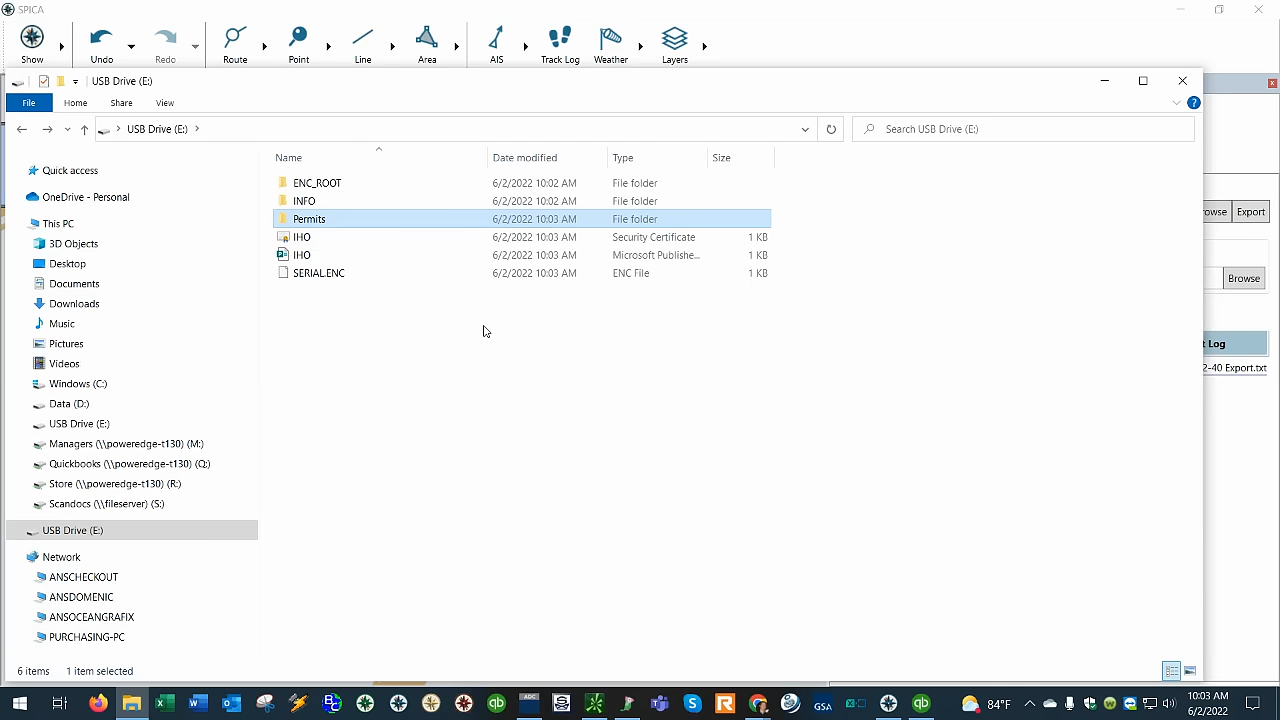 SPICA
Show Undo Redo Route Point Line Area AIS Track Log Weather Layers
USB Drive (E:)
File Home Share View
USB Drive (E:) Search USB Drive (E:)
Name Date modified Type Size
ENC_ROOT 6/2/2022 10:02 AM File folder
INFO 6/2/2022 10:02 AM File folder
Permits 6/2/2022 10:03 AM File folder
IHO 6/2/2022 10:03 AM Security Certificate 1 KB
IHO 6/2/2022 10:03 AM Microsoft Publishe... 1 KB
SERIAL.ENC 6/2/2022 10:03 AM ENC File 1 KB
Quick access
OneDrive - Personal
This PC
3D Objects
Desktop
Documents
Downloads
Music
Pictures
Videos
Windows (C:)
Data (D:)
USB Drive (E:)
Managers (\\poweredge-t130) (M:)
Quickbooks (\\poweredge-t130) (Q:)
Store (\\poweredge-t130) (R:)
Scandocs (\\fileserver) (S:)
USB Drive (E:)
Network
ANSCHECKOUT
ANSDOMENIC
ANSOCEANGRAFIX
PURCHASING-PC
6 items 1 item selected
owse Export
Browse
t Log
2-40 Export.txt
ADC
GSA
84°F
10:03 AM
6/2/2022